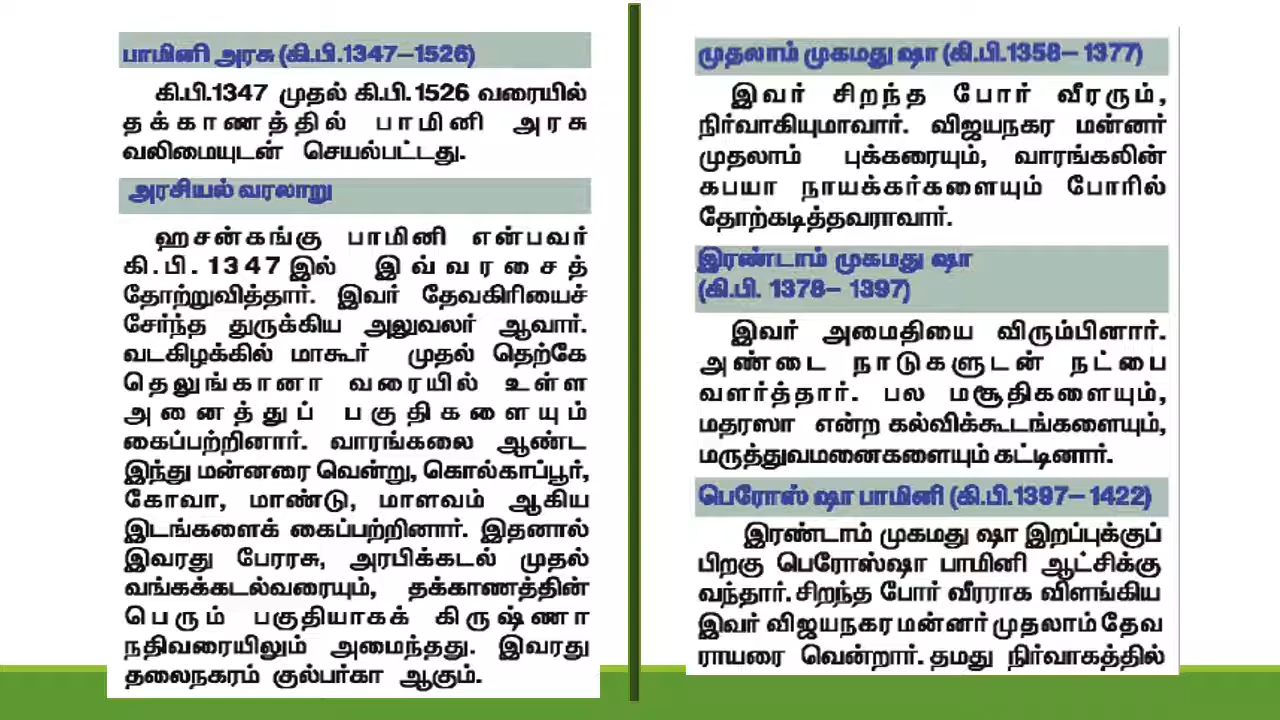 பாமினி அரசு (கி.பி.1347–1526)
கி.பி.1347 முதல் கி.பி.1526 வரையில்
தக்காணத்தில் பாமினி அரசு
வலிமையுடன் செயல்பட்டது.
அரசியல் வரலாறு
ஹசன்கங்கு பாமினி என்பவர்
கி.பி.1347இல் இவ்வரசைத்
தோற்றுவித்தார். இவர் தேவகிரியைச்
சேர்ந்த துருக்கிய அலுவலர் ஆவார்.
வடகிழக்கில் மாகூர் முதல் தெற்கே
தெலுங்கானா வரையில் உள்ள
அனைத்துப் பகுதிகளையும்
கைப்பற்றினார். வாரங்கலை ஆண்ட
இந்து மன்னரை வென்று, கொல்காப்பூர்,
கோவா, மாண்டு, மாளவம் ஆகிய
இடங்களைக் கைப்பற்றினார். இதனால்
இவரது பேரரசு, அரபிக்கடல் முதல்
வங்கக்கடல்வரையும், தக்காணத்தின்
பெரும் பகுதியாகக் கிருஷ்ணா
நதிவரையிலும் அமைந்தது. இவரது
தலைநகரம் குல்பர்கா ஆகும்.
முதலாம் முகமது ஷா (கி.பி.1358– 1377)
இவர் சிறந்த போர் வீரரும்,
நிர்வாகியுமாவார். விஜயநகர மன்னர்
முதலாம் புக்கரையும், வாரங்கலின்
கபயா நாயக்கர்களையும் போரில்
தோற்கடித்தவராவார்.
இரண்டாம் முகமது ஷா
(கி.பி. 1378– 1397)
இவர் அமைதியை விரும்பினார்.
அண்டை நாடுகளுடன் நட்பை
வளர்த்தார். பல மசூதிகளையும்,
மதரஸா என்ற கல்விக்கூடங்களையும்,
மருத்துவமனைகளையும் கட்டினார்.
பெரோஸ் ஷா பாமினி (கி.பி.1397– 1422)
இரண்டாம் முகமது ஷா இறப்புக்குப்
பிறகு பெரோஸ்ஷா பாமினி ஆட்சிக்கு
வந்தார். சிறந்த போர் வீரராக விளங்கிய
இவர் விஜயநகர மன்னர் முதலாம் தேவ
ராயரை வென்றார். தமது நிர்வாகத்தில்